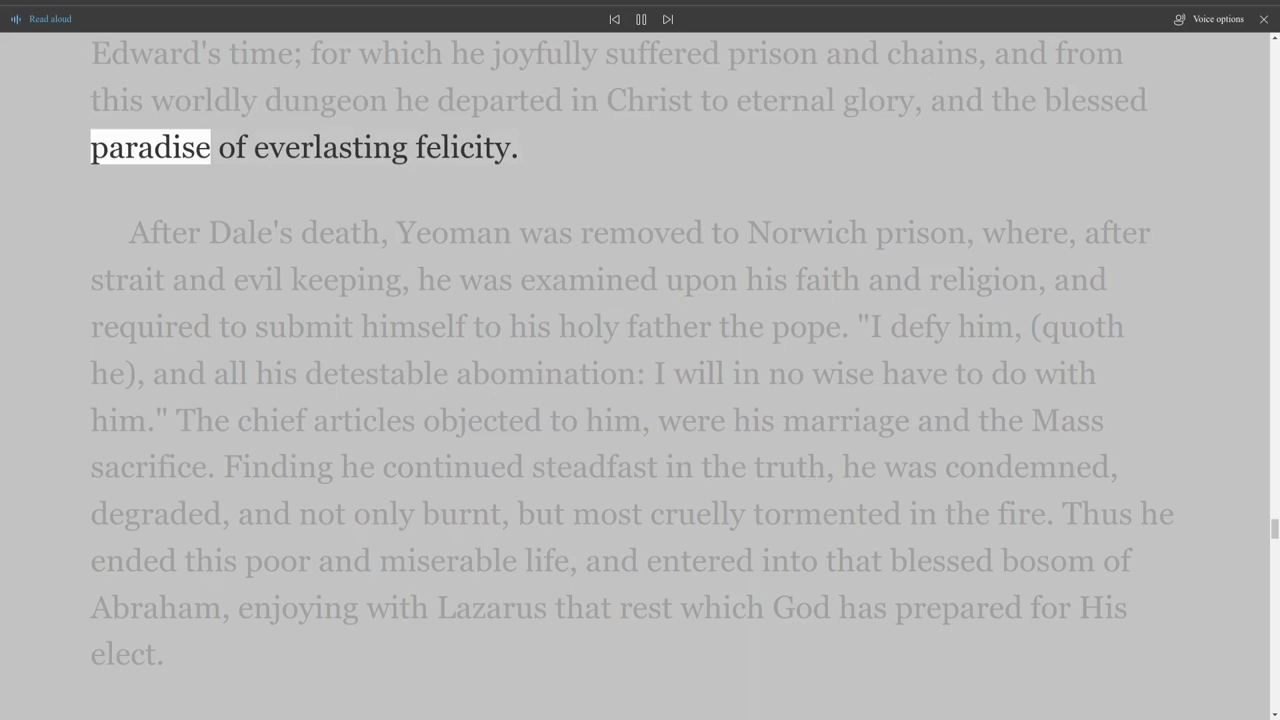 Read aloud
Voice options
Edward's time; for which he joyfully suffered prison and chains, and from
this worldly dungeon he departed in Christ to eternal glory, and the blessed
paradise of everlasting felicity.
After Dale's death, Yeoman was removed to Norwich prison, where, after
strait and evil keeping, he was examined upon his faith and religion, and
required to submit himself to his holy father the pope. "I defy him, (quoth
he), and all his detestable abomination: I will in no wise have to do with
him." The chief articles objected to him, were his marriage and the Mass
sacrifice. Finding he continued steadfast in the truth, he was condemned,
degraded, and not only burnt, but most cruelly tormented in the fire. Thus he
ended this poor and miserable life, and entered into that blessed bosom of
Abraham, enjoying with Lazarus that rest which God has prepared for His
elect.